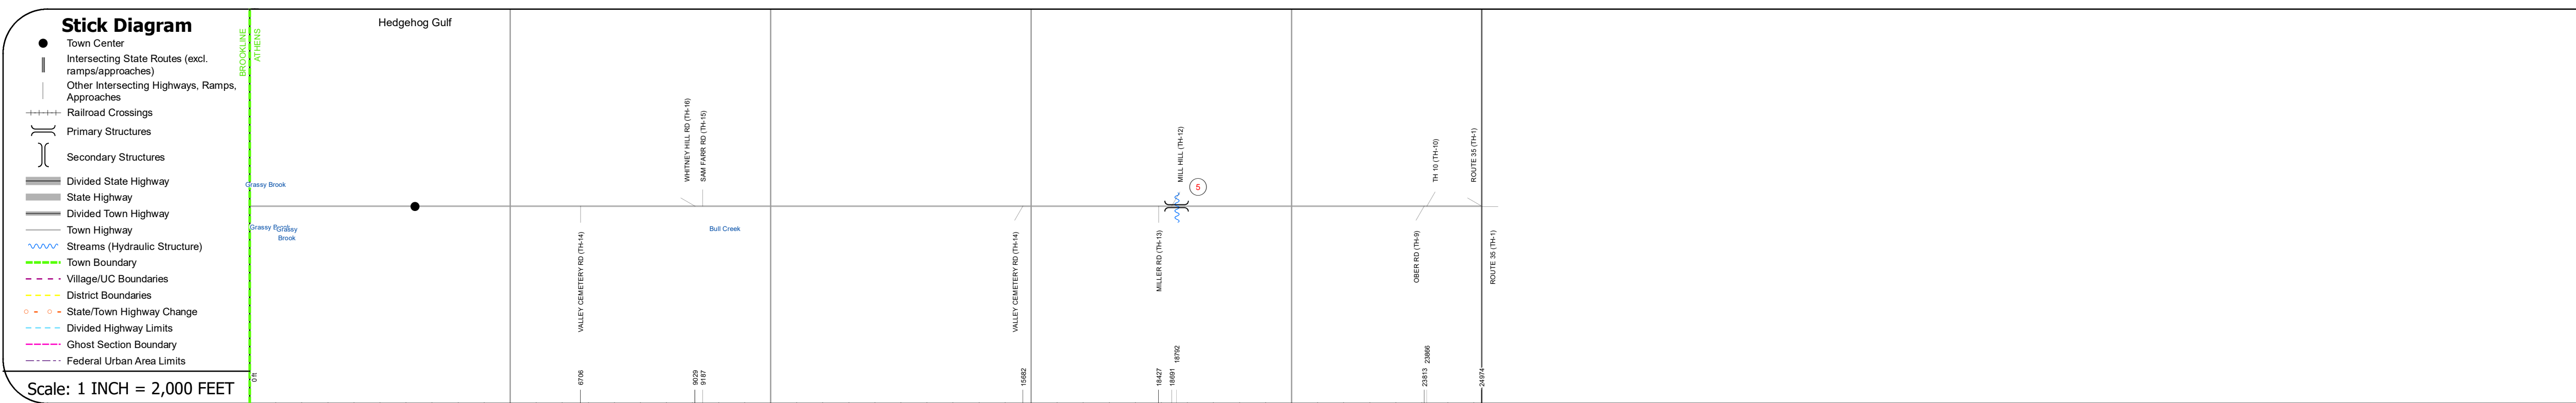 Stick Diagram
Town Center
Intersecting State Routes (excl.
ramps/approaches)
Other Intersecting Highways, Ramps,
Approaches
Railroad Crossings
Primary Structures
Secondary Structures
Divided State Highway
State Highway
Divided Town Highway
Town Highway
Streams (Hydraulic Structure)
Town Boundary
Village/UC Boundaries
District Boundaries
State/Town Highway Change
Divided Highway Limits
Ghost Section Boundary
Federal Urban Area Limits
Scale: 1 INCH = 2,000 FEET
BROOKLINE
ATHENS
Hedgehog Gulf
WHITNEY HILL RD (TH-16)
SAM FARR RD (TH-15)
MILL HILL (TH-12)
TH 10 (TH-10)
ROUTE 35 (TH-1)
5
Grassy Brook
Grassy Brook
Grassy
Brook
Bull Creek
VALLEY CEMETERY RD (TH-14)
VALLEY CEMETERY RD (TH-14)
MILLER RD (TH-13)
OBER RD (TH-9)
ROUTE 35 (TH-1)
0 ft
6706
9029
9187
15682
18427
18691
18792
23813
23866
24974